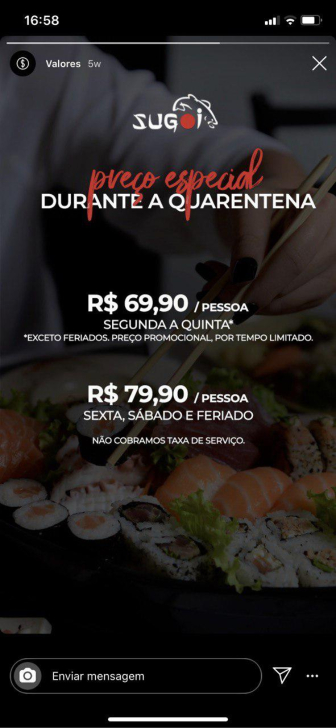 16:58
Valores 5w
SUGOi
preço especial
DURANTE A QUARENTENA
R$ 69,90 / PESSOA
SEGUNDA A QUINTA*
*EXCETO FERIADOS. PREÇO PROMOCIONAL, POR TEMPO LIMITADO.
R$ 79,90 / PESSOA
SEXTA, SÁBADO E FERIADO
NÃO COBRAMOS TAXA DE SERVIÇO.
Enviar mensagem